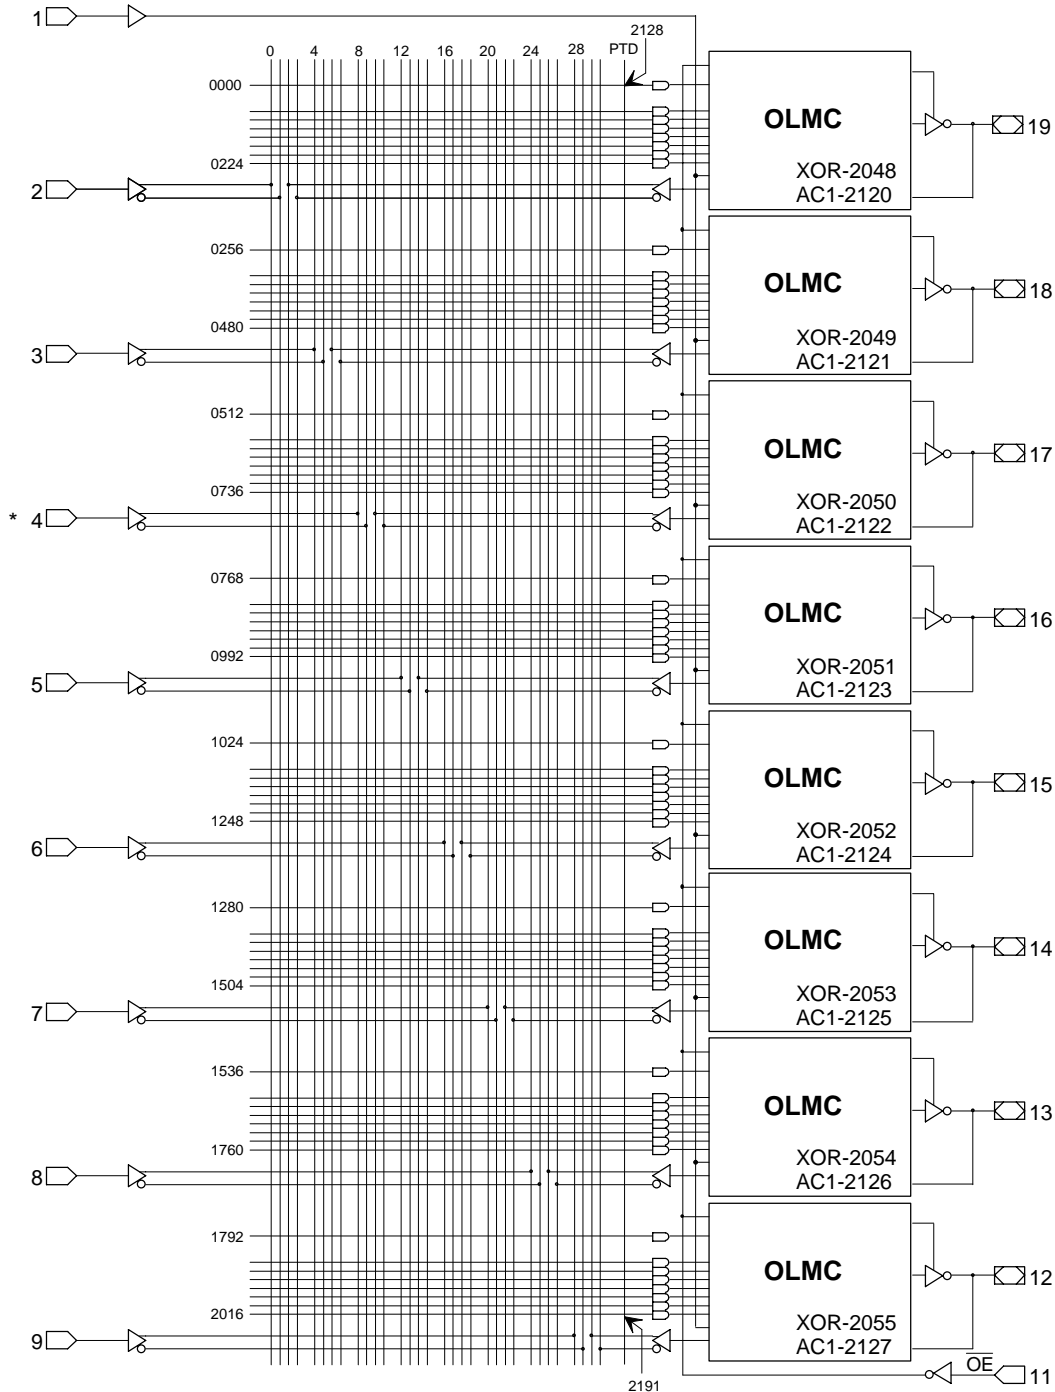 1
2128
0 4 8 12 16 20 24 28 PTD
0000
OLMC
19
0224
XOR-2048
2
AC1-2120
0256
OLMC
18
0480
XOR-2049
3
AC1-2121
0512
OLMC
17
0736
XOR-2050
* 4
AC1-2122
0768
OLMC
16
0992
XOR-2051
5
AC1-2123
1024
OLMC
15
1248
XOR-2052
6
AC1-2124
1280
OLMC
14
1504
XOR-2053
7
AC1-2125
1536
OLMC
13
1760
XOR-2054
8
AC1-2126
1792
OLMC
12
2016
XOR-2055
9
AC1-2127
OE
11
2191